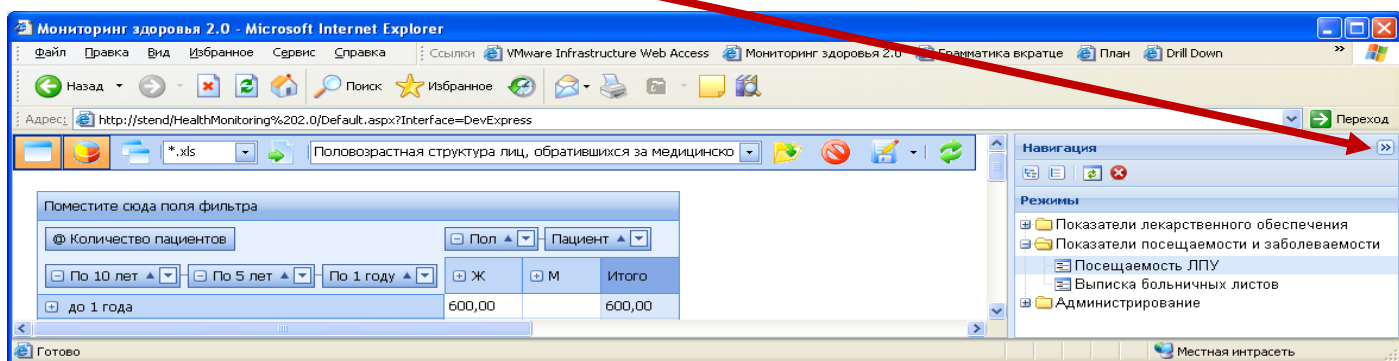 Мониторинг здоровья 2.0 - Microsoft Internet Explorer
Файл Правка Вид Избранное Сервис Справка Ссылки VMware Infrastructure Web Access Мониторинг здоровья 2.0 Грамматика вкратце План Drill Down »
Назад Поиск Избранное
Адрес: http://stend/HealthMonitoring%202.0/Default.aspx?Interface=DevExpress Переход
*.xls Половозрастная структура лиц, обратившихся за медицинско
Поместите сюда поля фильтра
@ Количество пациентов Пол Пациент
По 10 лет По 5 лет По 1 году Ж М Итого
до 1 года 600,00 600,00
Навигация »
Режимы
Показатели лекарственного обеспечения
Показатели посещаемости и заболеваемости
Посещаемость ЛПУ
Выписка больничных листов
Администрирование
Готово Местная интрасеть